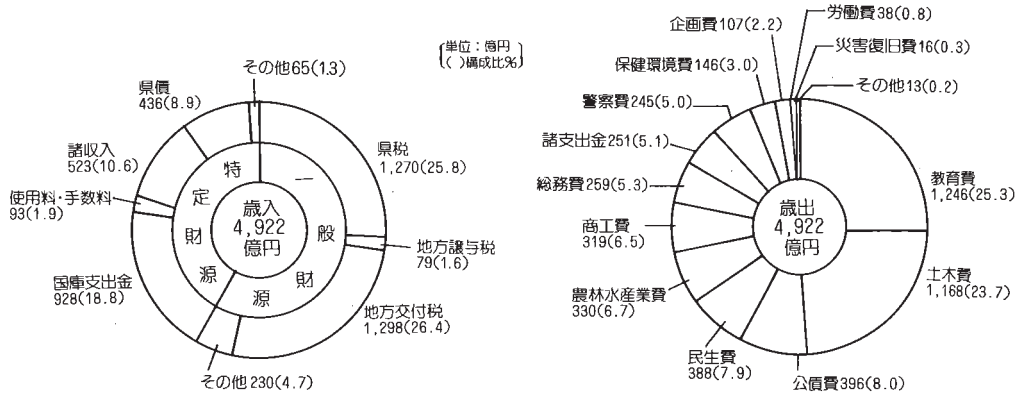 単位：億円
( )構成比%
その他65(1.3)
県債
436(8.9)
諸収入
523(10.6)
使用料・手数料
93(1.9)
国庫支出金
928(18.8)
その他230(4.7)
地方交付税
1,298(26.4)
地方譲与税
79(1.6)
県税
1,270(25.8)
特定財源
一般財源
歳入
4,922
億円
労働費38(0.8)
企画費107(2.2)
災害復旧費16(0.3)
保健環境費146(3.0)
その他13(0.2)
警察費245(5.0)
諸支出金251(5.1)
総務費259(5.3)
商工費
319(6.5)
農林水産業費
330(6.7)
民生費
388(7.9)
公債費396(8.0)
土木費
1,168(23.7)
教育費
1,246(25.3)
歳出
4,922
億円